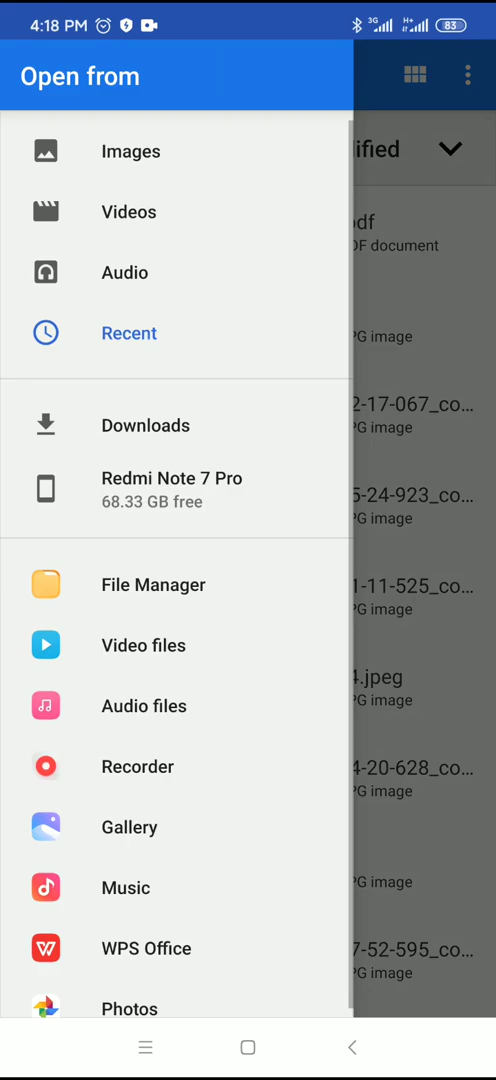 4:18 PM 3G H+ 83
Open from
Images
ified
Videos
df
DF document
Audio
Recent
PG image
Downloads
2-17-067_co...
PG image
Redmi Note 7 Pro
68.33 GB free
5-24-923_co...
PG image
File Manager
1-11-525_co...
PG image
Video files
4.jpeg
Audio files
PG image
Recorder
4-20-628_co...
PG image
Gallery
Music
PG image
WPS Office
7-52-595_co...
PG image
Photos